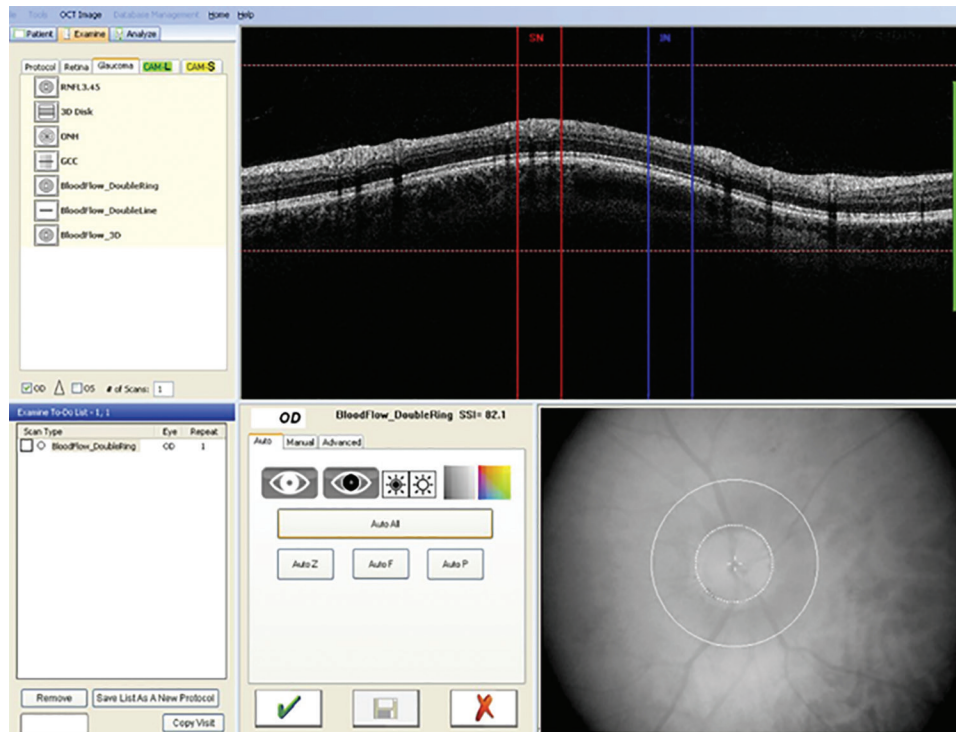 Tools OCT Image Database Management Home Help
Patient Examine Analyze
Protocol Retina Glaucoma CAM-L CAM-S
RNFL3.45
3D Disk
ONH
GCC
BloodFlow_DoubleRing
BloodFlow_DoubleLine
BloodFlow_3D
OD OS # of Scans: 1
SN IN
Examine To-Do List - 1, 1
Scan Type Eye Repeat
BloodFlow_DoubleRing OD 1
Remove Save List As A New Protocol
Copy Visit
OD BloodFlow_DoubleRing SSI= 82.1
Auto Manual Advanced
Auto All
Auto Z Auto F Auto P